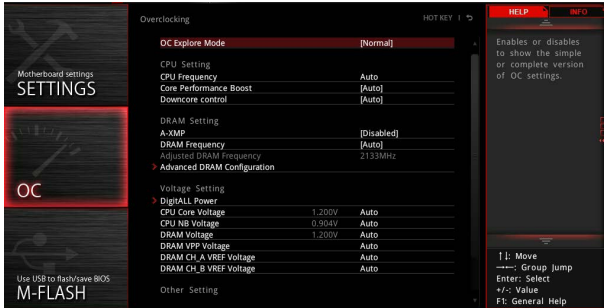 Motherboard settings
SETTINGS
OC
Use USB to flash/save BIOS
M-FLASH
Overclocking
HOT KEY |
OC Explore Mode [Normal]
CPU Setting
CPU Frequency Auto
Core Performance Boost [Auto]
Downcore control [Auto]
DRAM Setting
A-XMP [Disabled]
DRAM Frequency [Auto]
Adjusted DRAM Frequency 2133MHz
> Advanced DRAM Configuration
Voltage Setting
> DigitALL Power
CPU Core Voltage 1.200V Auto
CPU NB Voltage 0.904V Auto
DRAM Voltage 1.200V Auto
DRAM VPP Voltage Auto
DRAM CH_A VREF Voltage Auto
DRAM CH_B VREF Voltage Auto
Other Setting
HELP INFO
Enables or disables
to show the simple
or complete version
of OC settings.
↑↓: Move
→←: Group Jump
Enter: Select
+/-: Value
F1: General Help